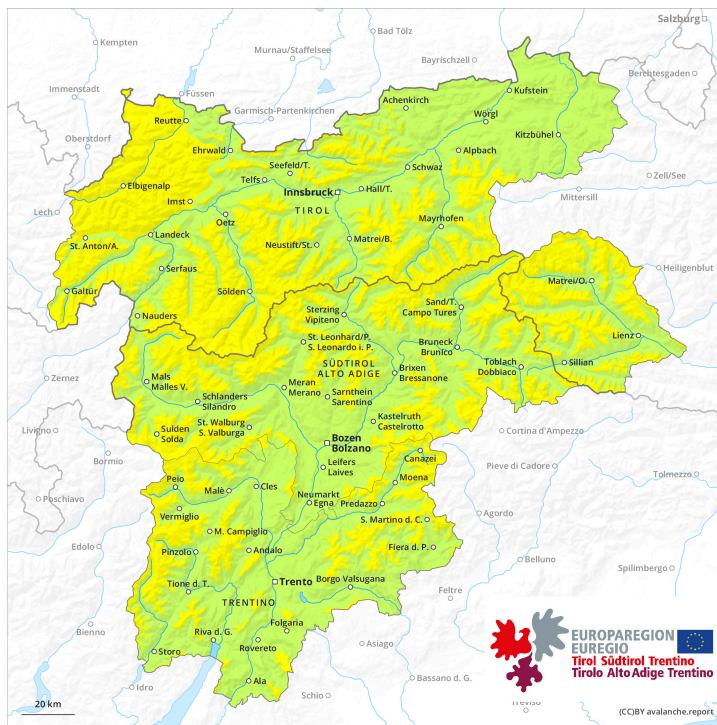 Salzburg
Bad Tölz
Kempten
Murnau/Staffelsee
Bayrischzell
Berchtesgaden
Immenstadt
Füssen
Kufstein
Achenkirch
Garmisch-Partenkirchen
Reutte
Wörgl
Oberstdorf
Ehrwald
Kitzbühel
Alpbach
Seefeld/T.
Schwaz
Telfs
Zell/See
Elbigenalp
Innsbruck
Hall/T.
Mittersill
Imst
TIROL
Lech
Oetz
Mayrhofen
Landeck
St. Anton/A.
Neustift/St.
Matrei/B.
Serfaus
Heiligenblut
Matrei/O.
Galtür
Sölden
Nauders
Sand/T.
Campo Tures
Sterzing
Vipiteno
Lienz
St. Leonhard/P.
S. Leonardo i. P.
Bruneck
Brunico
SÜDTIROL
ALTO ADIGE
Toblach
Dobbiaco
Sillian
Brixen
Bressanone
Zernez
Mals
Malles V.
Meran
Merano
Sarnthein
Sarentino
Schlanders
Silandro
St. Walburg
S. Valburga
Kastelruth
Castelrotto
Livigno
Sulden
Solda
Cortina d'Ampezzo
Bozen
Bolzano
Bormio
Canazei
Leifers
Laives
Pieve di Cadore
Tolmezzo
Peio
Moena
Malè
Cles
Neumarkt
Egna
Poschiavo
Predazzo
Vermiglio
Agordo
S. Martino d. C.
M. Campiglio
Edolo
Pinzolo
Andalo
Fiera d. P.
Belluno
Spilimbergo
Trento
Borgo Valsugana
Tione d. T.
Feltre
TRENTINO
Folgaria
Bienno
Riva d. G.
Rovereto
Asiago
Storo
Bassano d. G.
Ala
Idro
Schio
Treviso
EUROPAREGION
EUREGIO
Tirol Südtirol Trentino
Tirolo Alto Adige Trentino
20 km
(CC)BY avalanche.report